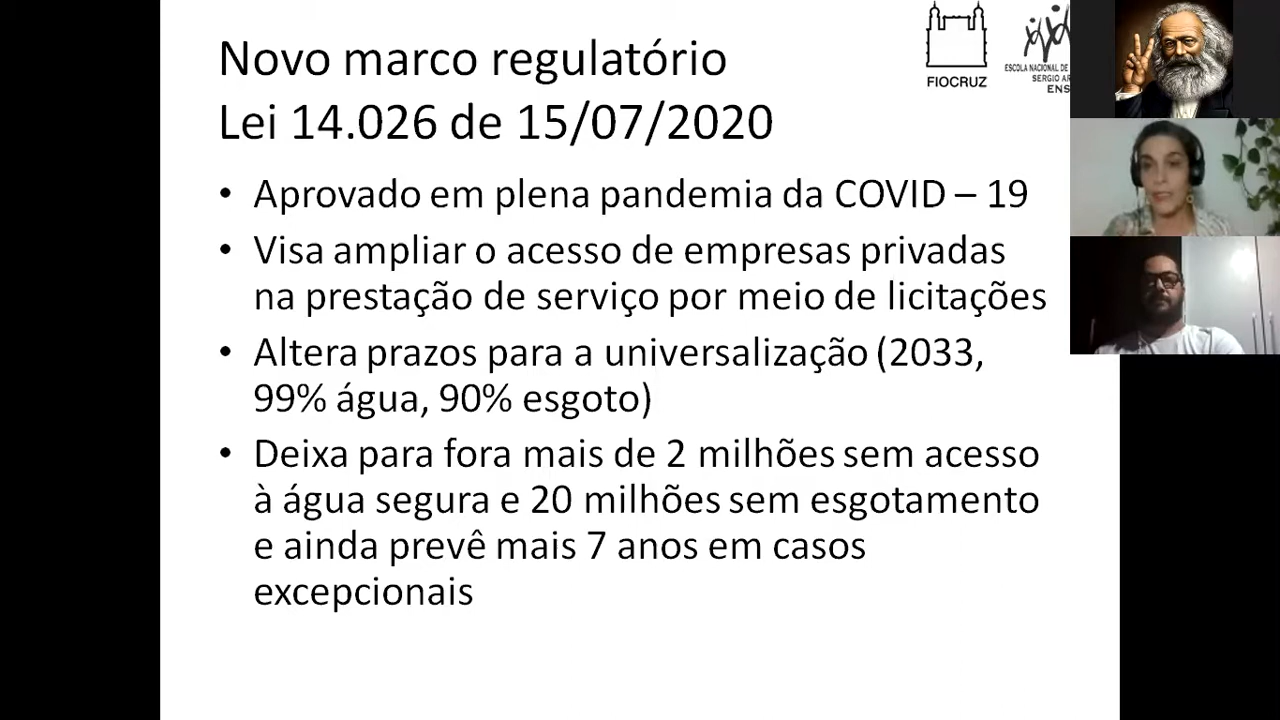 Novo marco regulatório
Lei 14.026 de 15/07/2020
FIOCRUZ
ESCOLA NACIONAL DE
SERGIO
• Aprovado em plena pandemia da COVID – 19
• Visa ampliar o acesso de empresas privadas
na prestação de serviço por meio de licitações
• Altera prazos para a universalização (2033,
99% água, 90% esgoto)
• Deixa para fora mais de 2 milhões sem acesso
à água segura e 20 milhões sem esgotamento
e ainda prevê mais 7 anos em casos
excepcionais